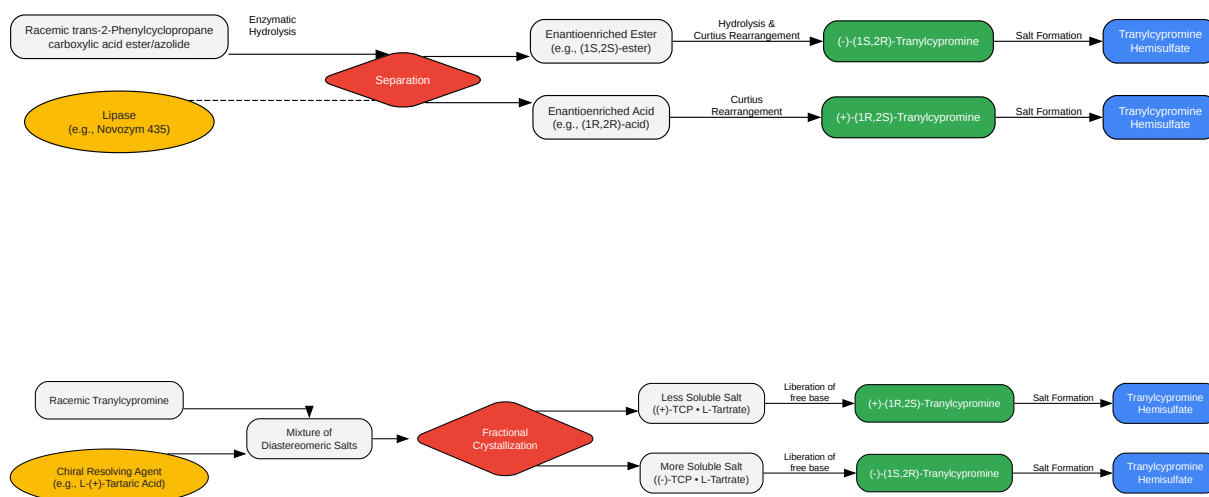 Racemic trans-2-Phenylcyclopropane
carboxylic acid ester/azolide
Enzymatic
Hydrolysis
Lipase
(e.g., Novozym 435)
Separation
Enantioenriched Ester
(e.g., (1S,2S)-ester)
Hydrolysis &
Curtius Rearrangement
(-)-(1S,2R)-Tranylcypromine
Salt Formation
Tranylcypromine
Hemisulfate
Enantioenriched Acid
(e.g., (1R,2R)-acid)
Curtius
Rearrangement
(+)-(1R,2S)-Tranylcypromine
Salt Formation
Tranylcypromine
Hemisulfate
Racemic Tranylcypromine
Chiral Resolving Agent
(e.g., L-(+)-Tartaric Acid)
Mixture of
Diastereomeric Salts
Fractional
Crystallization
Less Soluble Salt
((+)-TCP • L-Tartrate)
Liberation of
free base
(+)-(1R,2S)-Tranylcypromine
Salt Formation
Tranylcypromine
Hemisulfate
More Soluble Salt
((-)-TCP • L-Tartrate)
Liberation of
free base
(-)-(1S,2R)-Tranylcypromine
Salt Formation
Tranylcypromine
Hemisulfate